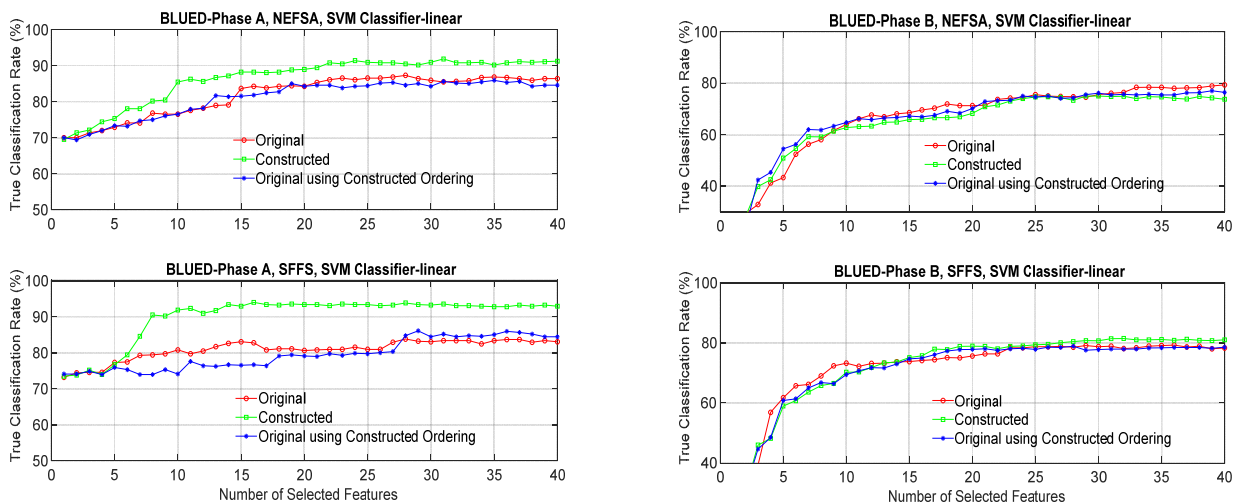 BLUED-Phase A, NEFSA, SVM Classifier-linear
True Classification Rate (%)
100
90
80
70
60
50
0 5 10 15 20 25 30 35 40
Original
Constructed
Original using Constructed Ordering
BLUED-Phase B, NEFSA, SVM Classifier-linear
True Classification Rate (%)
100
80
60
40
0 5 10 15 20 25 30 35 40
Original
Constructed
Original using Constructed Ordering
BLUED-Phase A, SFFS, SVM Classifier-linear
True Classification Rate (%)
100
90
80
70
60
50
0 5 10 15 20 25 30 35 40
Original
Constructed
Original using Constructed Ordering
Number of Selected Features
BLUED-Phase B, SFFS, SVM Classifier-linear
True Classification Rate (%)
100
80
60
40
0 5 10 15 20 25 30 35 40
Original
Constructed
Original using Constructed Ordering
Number of Selected Features